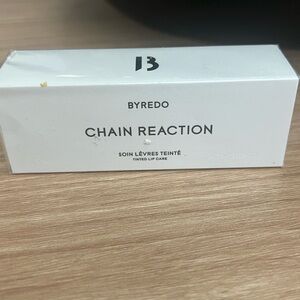 B
BYREDO
CHAIN REACTION
SOIN LÈVRES TEINTÉ
TINTED LIP CARE